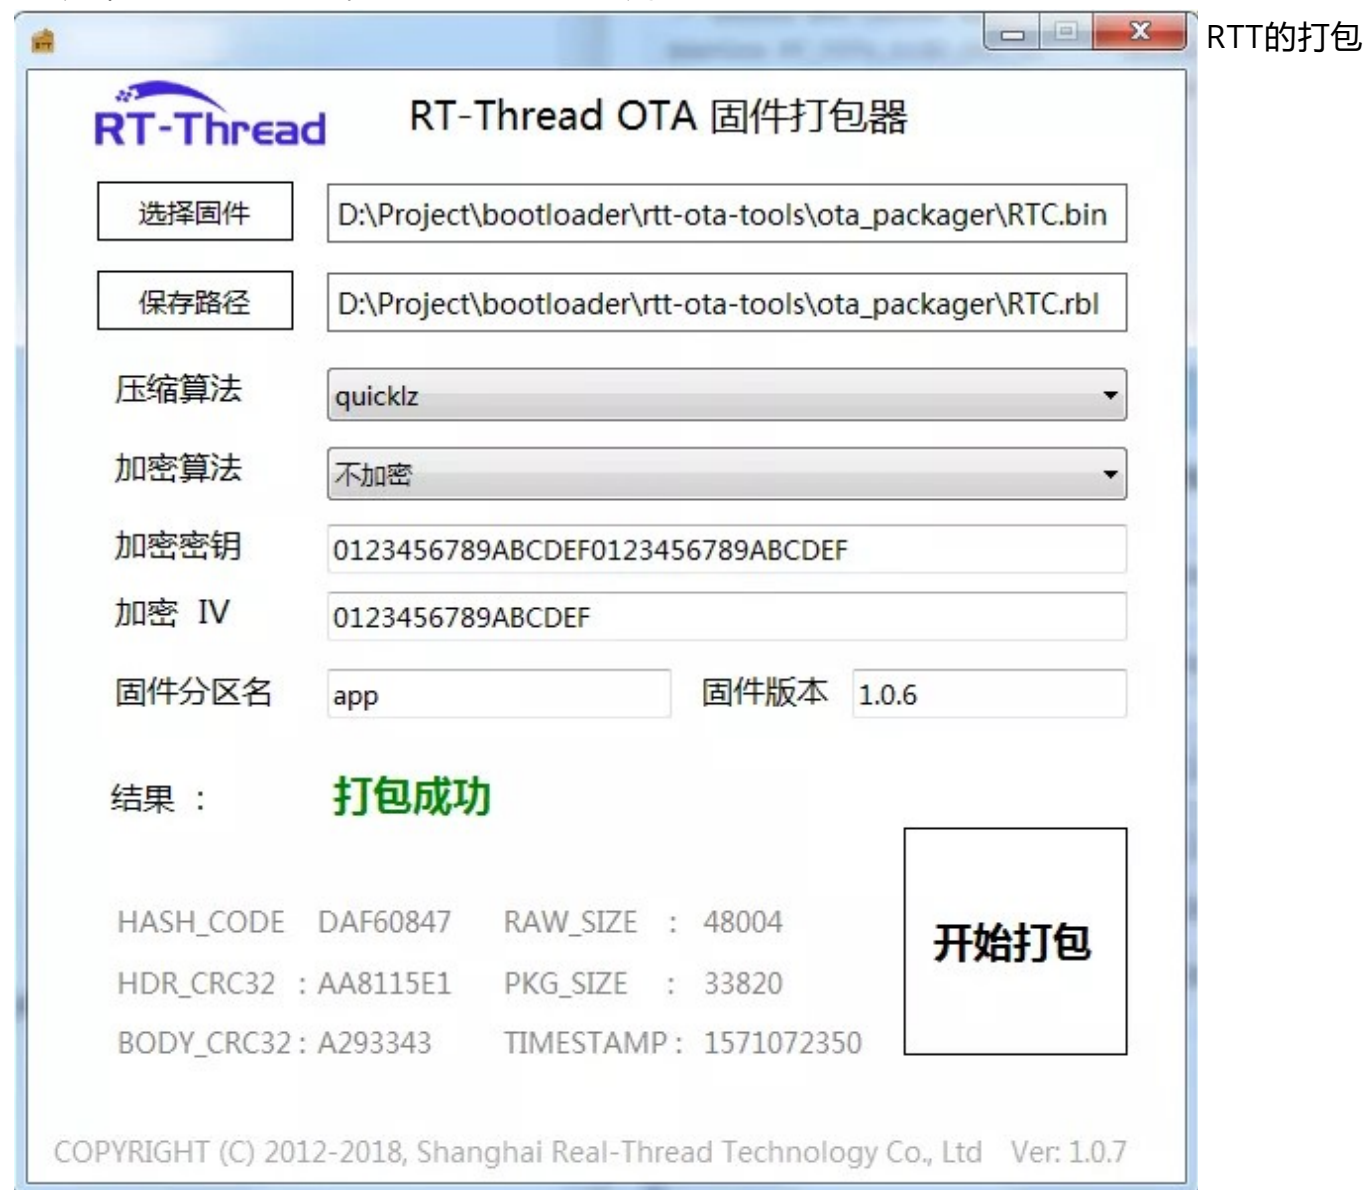 RTT的打包
RT-Thread RT-Thread OTA 固件打包器
选择固件 D:\Project\bootloader\rtt-ota-tools\ota_packager\RTC.bin
保存路径 D:\Project\bootloader\rtt-ota-tools\ota_packager\RTC.rbl
压缩算法 quicklz
加密算法 不加密
加密密钥 0123456789ABCDEF0123456789ABCDEF
加密 IV 0123456789ABCDEF
固件分区名 app 固件版本 1.0.6
结果 : 打包成功
HASH_CODE DAF60847 RAW_SIZE : 48004
开始打包
HDR_CRC32 : AA8115E1 PKG_SIZE : 33820
BODY_CRC32 : A293343 TIMESTAMP : 1571072350
COPYRIGHT (C) 2012-2018, Shanghai Real-Thread Technology Co., Ltd Ver: 1.0.7